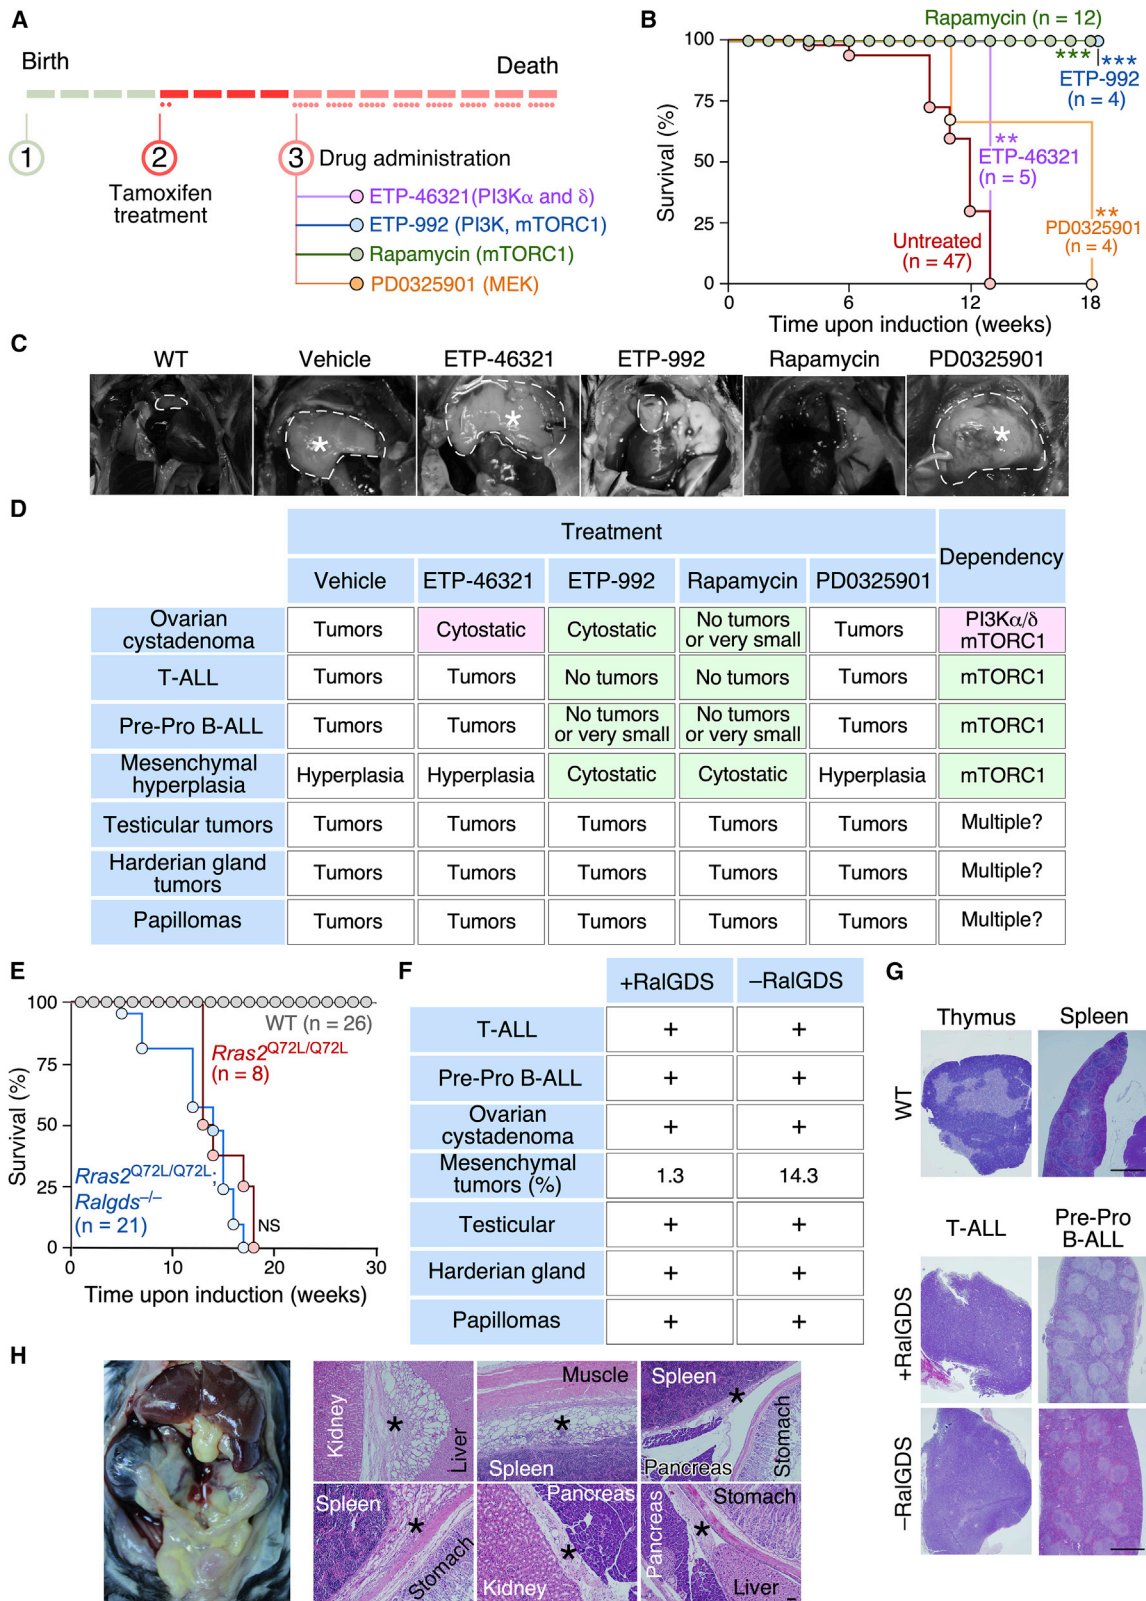 A
Birth
Death
1
2
3
Tamoxifen
treatment
Drug administration
ETP-46321(PI3Kα and δ)
ETP-992 (PI3K, mTORC1)
Rapamycin (mTORC1)
PD0325901 (MEK)
B
Rapamycin (n = 12)
100
75
50
25
0
Survival (%)
***
***
ETP-992
(n = 4)
**
ETP-46321
(n = 5)
**
PD0325901
(n = 4)
Untreated
(n = 47)
0
6
12
18
Time upon induction (weeks)
C
WT
Vehicle
ETP-46321
ETP-992
Rapamycin
PD0325901
*
*
*
D
Treatment
Dependency
Vehicle
ETP-46321
ETP-992
Rapamycin
PD0325901
Ovarian
cystadenoma
Tumors
Cytostatic
Cytostatic
No tumors
or very small
Tumors
PI3Kα/δ
mTORC1
T-ALL
Tumors
Tumors
No tumors
No tumors
Tumors
mTORC1
Pre-Pro B-ALL
Tumors
Tumors
No tumors
or very small
No tumors
or very small
Tumors
mTORC1
Mesenchymal
hyperplasia
Hyperplasia
Hyperplasia
Cytostatic
Cytostatic
Hyperplasia
mTORC1
Testicular tumors
Tumors
Tumors
Tumors
Tumors
Tumors
Multiple?
Harderian gland
tumors
Tumors
Tumors
Tumors
Tumors
Tumors
Multiple?
Papillomas
Tumors
Tumors
Tumors
Tumors
Tumors
Multiple?
E
100
75
50
25
0
Survival (%)
WT (n = 26)
Rras2Q72L/Q72L
(n = 8)
Rras2Q72L/Q72L;
Ralgds–/–
(n = 21)
NS
0
10
20
30
Time upon induction (weeks)
F
+RalGDS
–RalGDS
T-ALL
+
+
Pre-Pro B-ALL
+
+
Ovarian
cystadenoma
+
+
Mesenchymal
tumors (%)
1.3
14.3
Testicular
+
+
Harderian gland
+
+
Papillomas
+
+
G
Thymus
Spleen
WT
T-ALL
Pre-Pro
B-ALL
+RalGDS
–RalGDS
H
Kidney
*
Liver
Muscle
*
Spleen
Spleen
*
Pancreas
Stomach
Spleen
*
Stomach
Pancreas
*
Kidney
Pancreas
Stomach
*
Liver